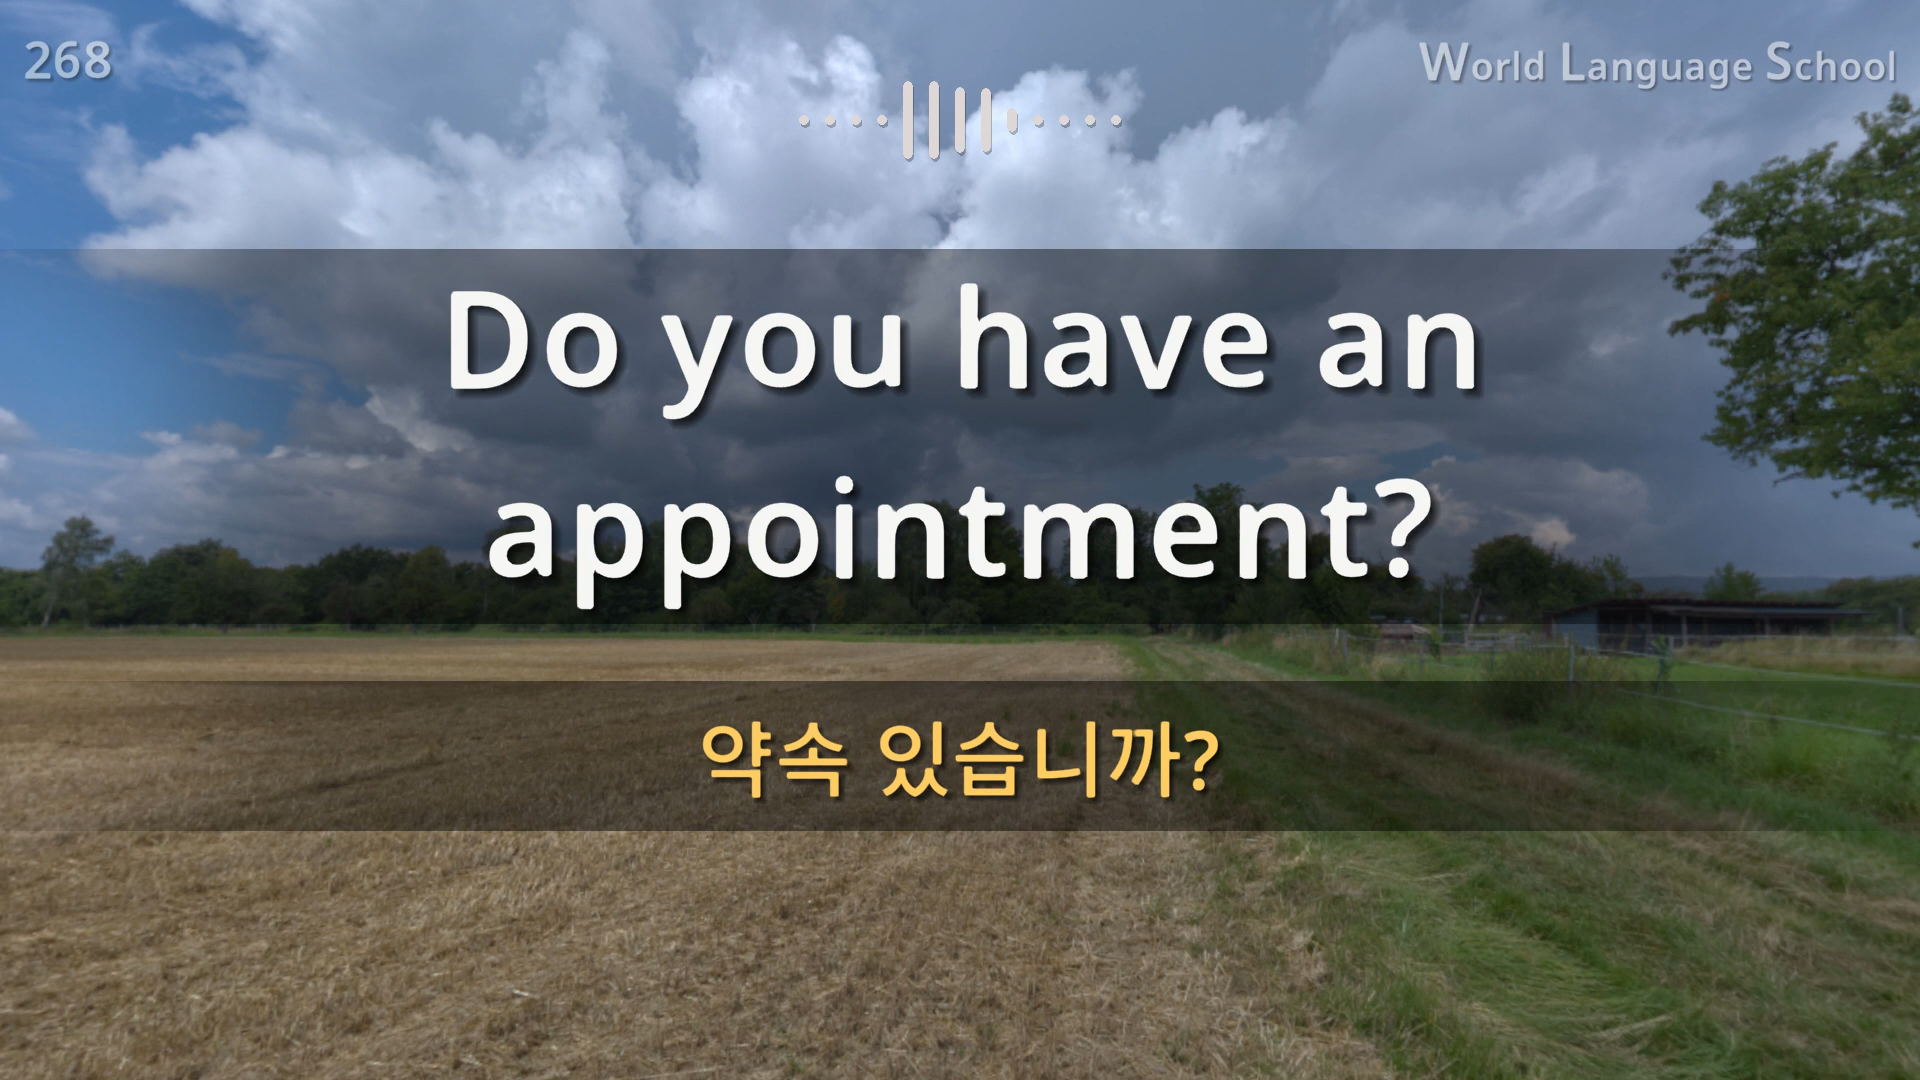 268
World Language School
Do you have an
appointment?
약속 있습니까?